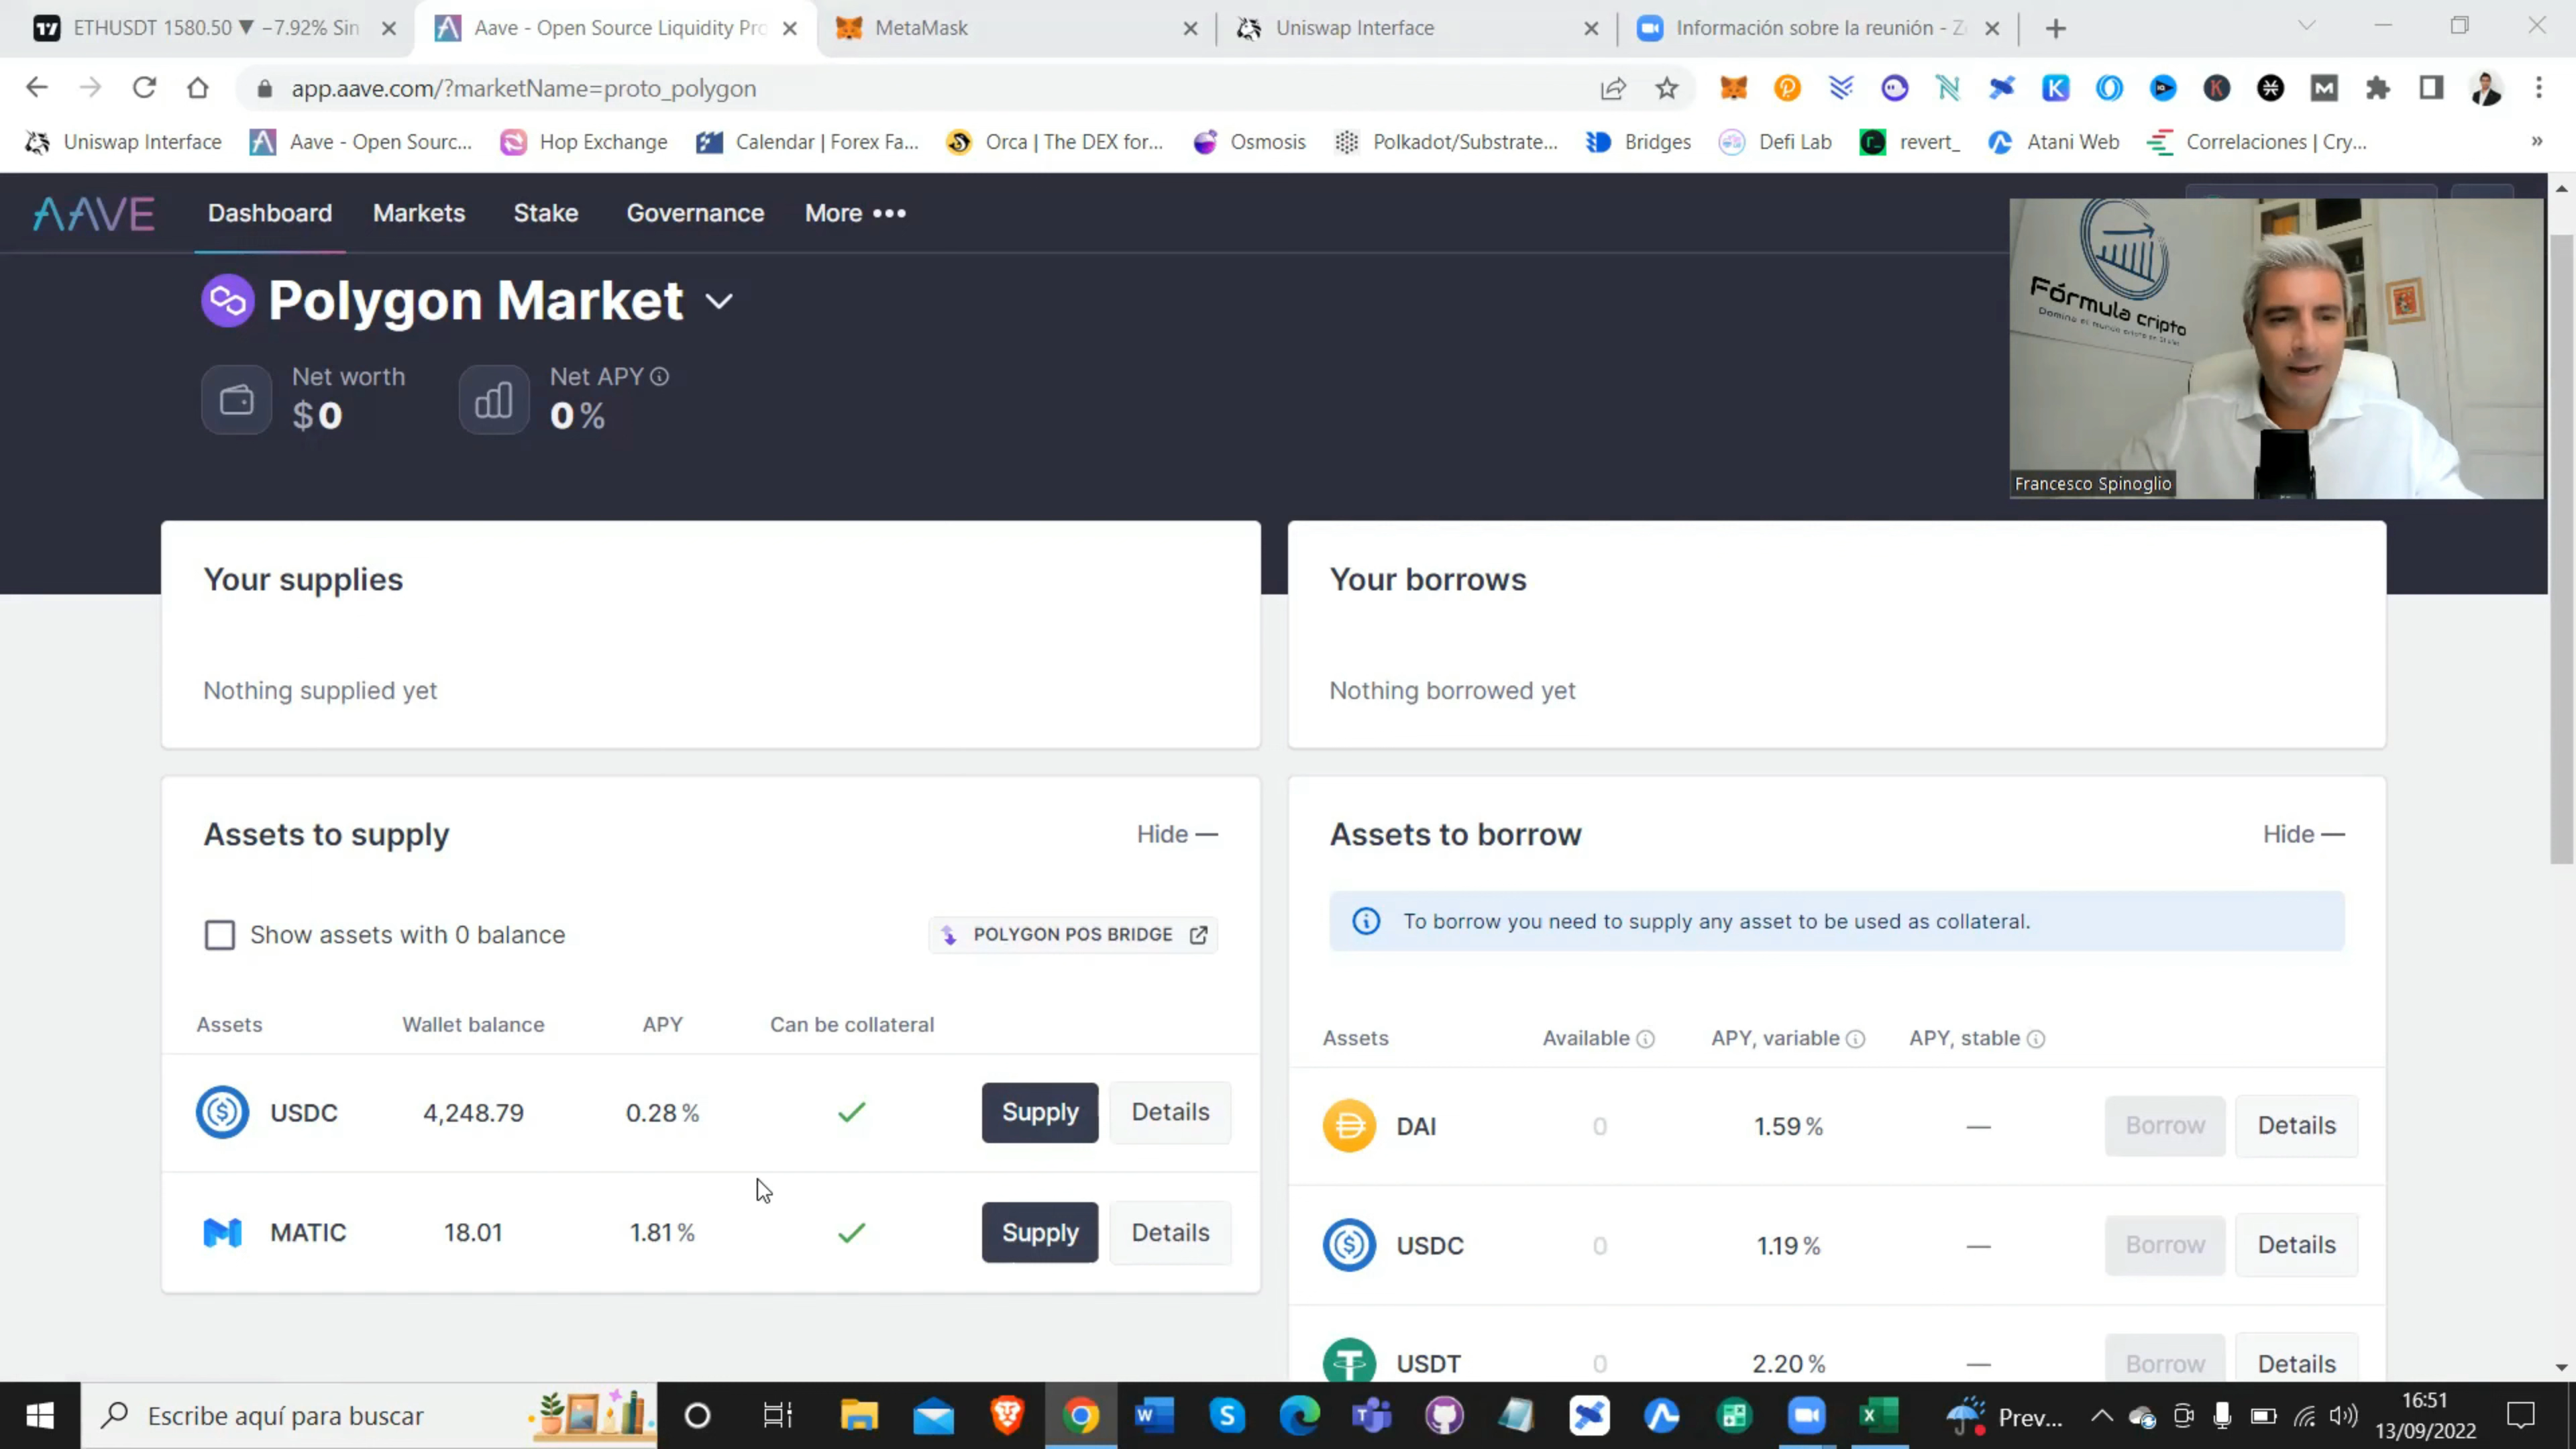 ETHUSDT 1580.50 ▼ −7.92% Sin
Aave - Open Source Liquidity Pro
MetaMask
Uniswap Interface
Información sobre la reunión - Z
app.aave.com/?marketName=proto_polygon
Uniswap Interface
Aave - Open Sourc...
Hop Exchange
Calendar | Forex Fa...
Orca | The DEX for...
Osmosis
Polkadot/Substrate...
Bridges
Defi Lab
revert_
Atani Web
Correlaciones | Cry...
»
AAVE
Dashboard
Markets
Stake
Governance
More •••
Fórmula cripto
Francesco Spinoglio
Polygon Market
Net worth
$0
Net APY
0 %
Your supplies
Nothing supplied yet
Your borrows
Nothing borrowed yet
Assets to supply
Hide —
Show assets with 0 balance
POLYGON POS BRIDGE
Assets Wallet balance APY Can be collateral
USDC 4,248.79 0.28 % Supply Details
MATIC 18.01 1.81 % Supply Details
Assets to borrow
Hide —
To borrow you need to supply any asset to be used as collateral.
Assets Available APY, variable APY, stable
DAI 0 1.59 % — Borrow Details
USDC 0 1.19 % — Borrow Details
USDT 0 2.20 % — Borrow Details
Escribe aquí para buscar
Prev...
16:51
13/09/2022